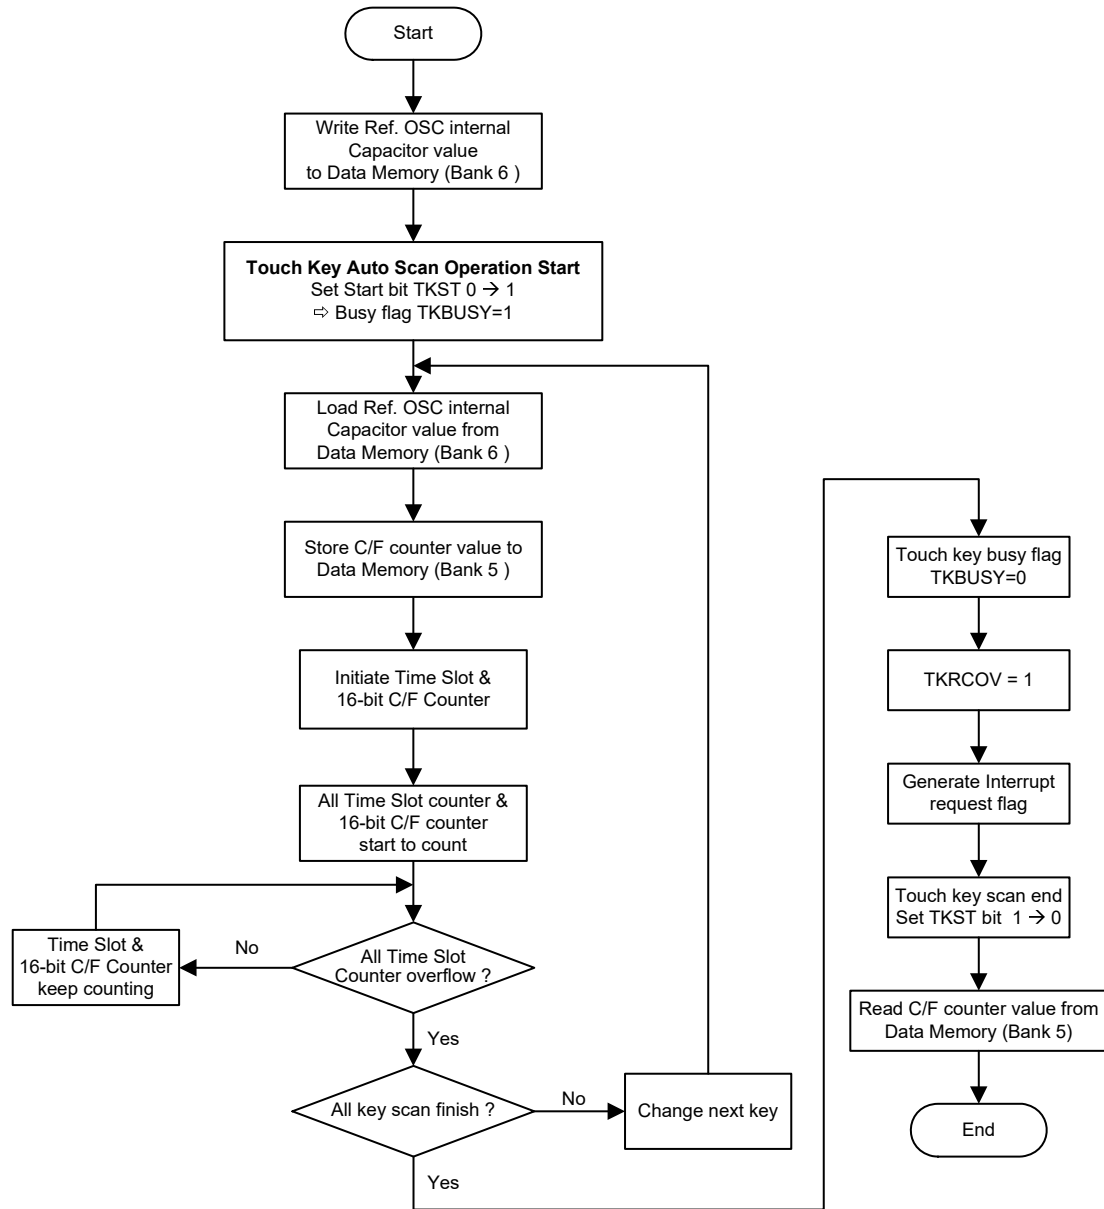 Start
Write Ref. OSC internal
Capacitor value
to Data Memory (Bank 6 )
Touch Key Auto Scan Operation Start
Set Start bit TKST 0 → 1
⇨ Busy flag TKBUSY=1
Load Ref. OSC internal
Capacitor value from
Data Memory (Bank 6 )
Store C/F counter value to
Data Memory (Bank 5 )
Initiate Time Slot &
16-bit C/F Counter
All Time Slot counter &
16-bit C/F counter
start to count
All Time Slot
Counter overflow ?
No
Time Slot &
16-bit C/F Counter
keep counting
Yes
All key scan finish ?
No
Change next key
Yes
Touch key busy flag
TKBUSY=0
TKRCOV = 1
Generate Interrupt
request flag
Touch key scan end
Set TKST bit 1 → 0
Read C/F counter value from
Data Memory (Bank 5)
End